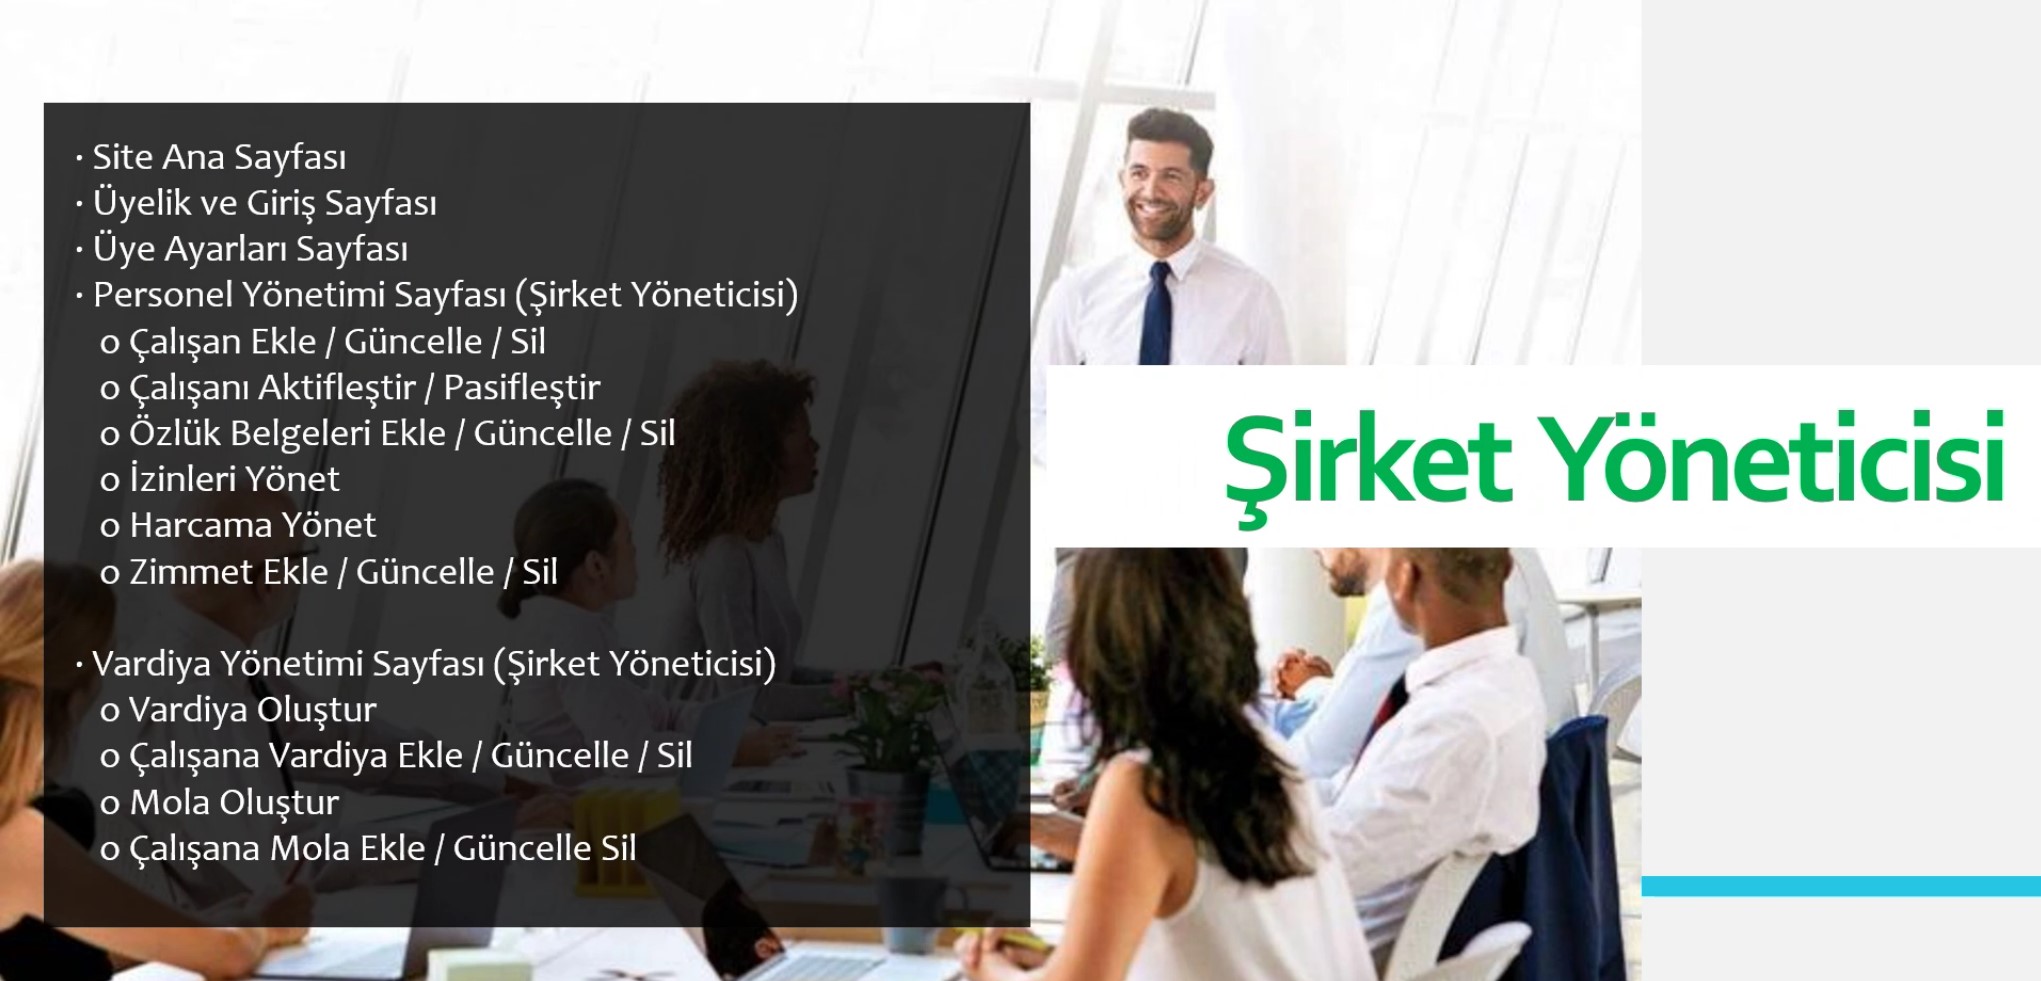 · Site Ana Sayfası
· Üyelik ve Giriş Sayfası
· Üye Ayarları Sayfası
· Personel Yönetimi Sayfası (Şirket Yöneticisi)
o Çalışan Ekle / Güncelle / Sil
o Çalışanı Aktifleştir / Pasifleştir
o Özlük Belgeleri Ekle / Güncelle / Sil
o İzinleri Yönet
o Harcama Yönet
o Zimmet Ekle / Güncelle / Sil
· Vardiya Yönetimi Sayfası (Şirket Yöneticisi)
o Vardiya Oluştur
o Çalışana Vardiya Ekle / Güncelle / Sil
o Mola Oluştur
o Çalışana Mola Ekle / Güncelle Sil
Şirket Yöneticisi